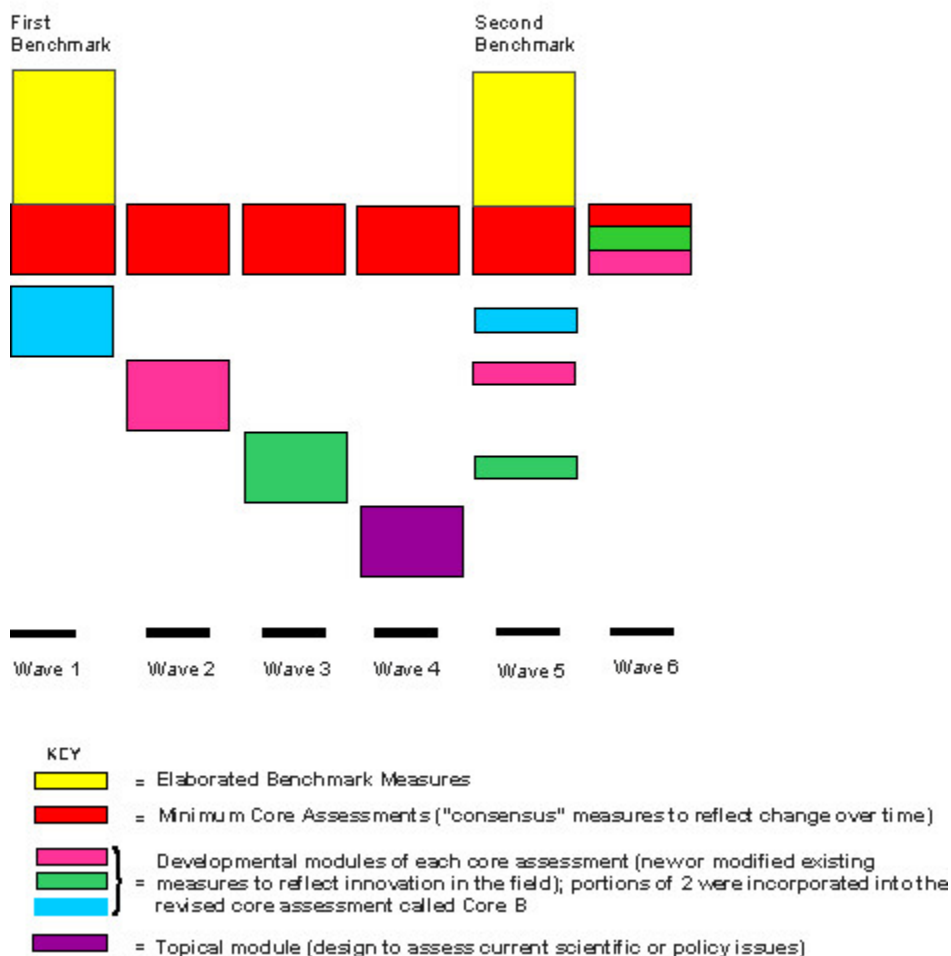 First
Benchmark
Second
Benchmark
Wave 1
Wave 2
Wave 3
Wave 4
Wave 5
Wave 6
KEY
= Elaborated Benchmark Measures
= Minimum Core Assessments ("consensus" measures to reflect change over time)
Developmental modules of each core assessment (newor modified existing
= measures to reflect innovation in the field); portions of 2 were incorporated into the
revised core assessment called Core B
= Topical module (design to assess current scientific or policy issues)